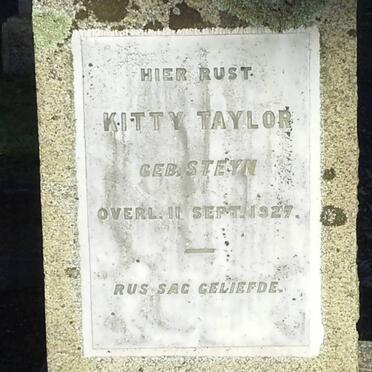 HIER RUST
KITTY TAYLOR
GEB. STEYN
OVERL. 11 SEPT. 1927.
RUS SAG GELIEFDE.